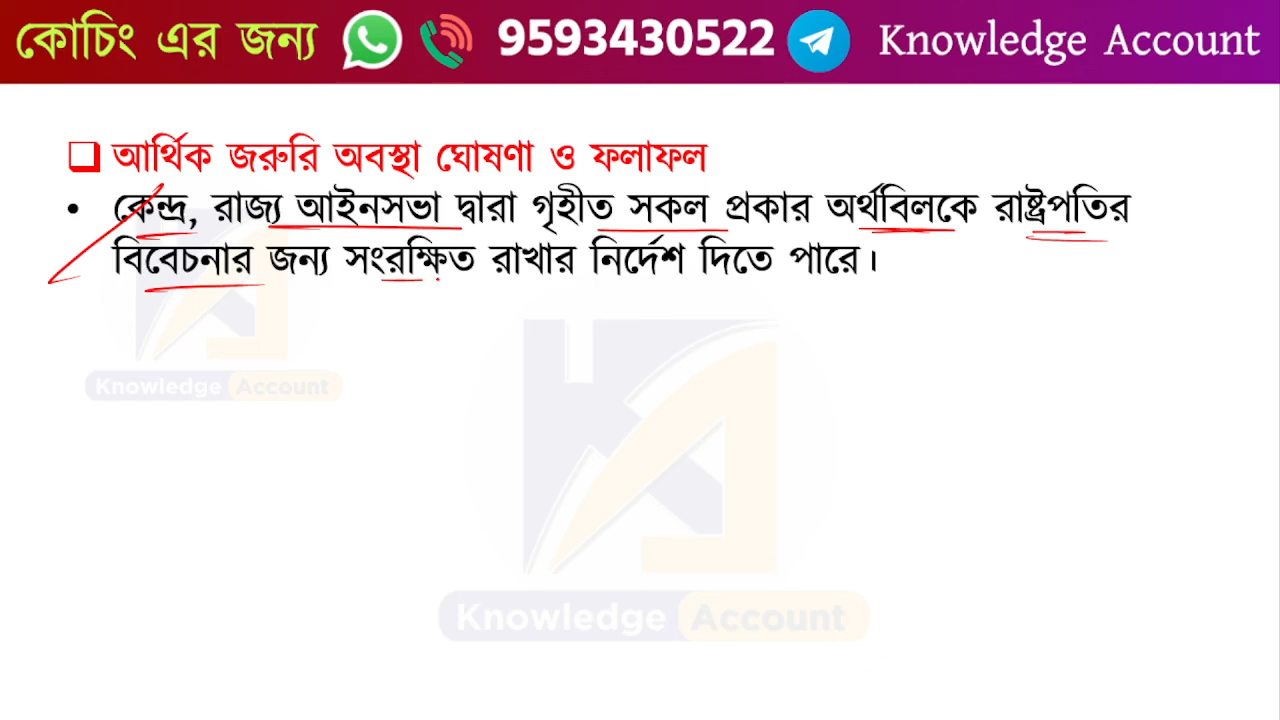 কোচিং এর জন্য 9593430522 Knowledge Account
আর্থিক জরুরি অবস্থা ঘোষণা ও ফলাফল
• কেন্দ্র, রাজ্য আইনসভা দ্বারা গৃহীত সকল প্রকার অর্থবিলকে রাষ্ট্রপতির
বিবেচনার জন্য সংরক্ষিত রাখার নির্দেশ দিতে পারে।
Knowledge Account
Knowledge Account